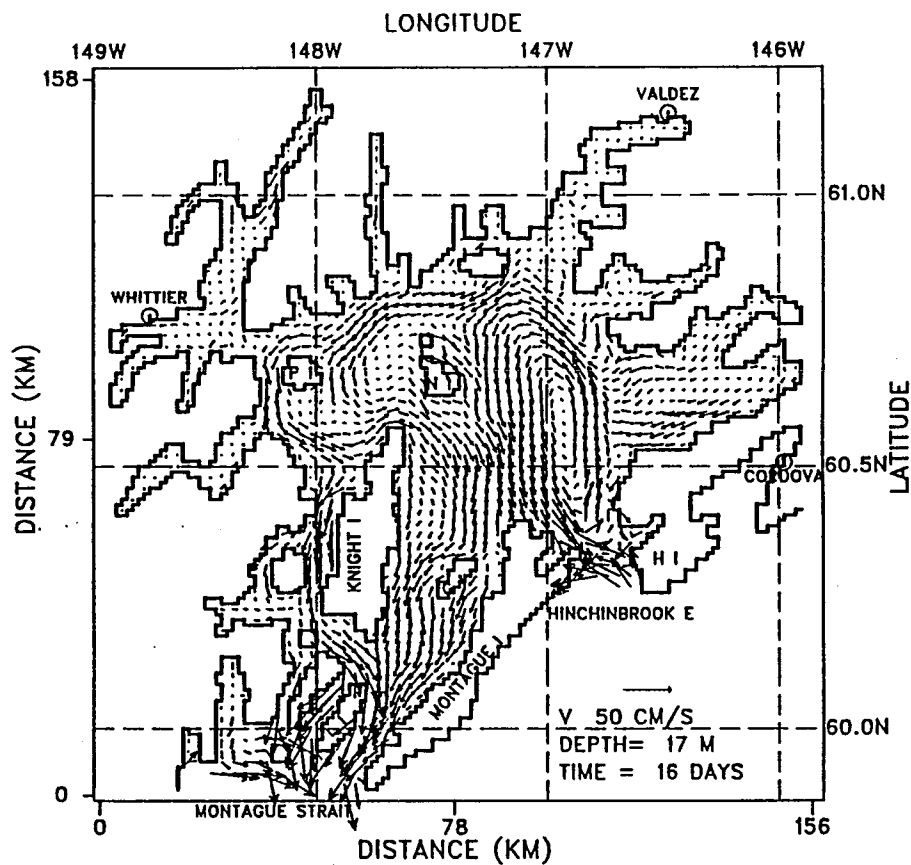 LONGITUDE
149W 148W 147W 146W
158
VALDEZ
61.0N
WHITTIER
P I
N I
DISTANCE (KM)
79
LATITUDE
60.5N
CORDOVA
KNIGHT I
H I
HINCHINBROOK E
MONTAGUE I
V 50 CM/S
60.0N
DEPTH= 17 M
TIME = 16 DAYS
0
MONTAGUE STRAIT
0 78 156
DISTANCE (KM)